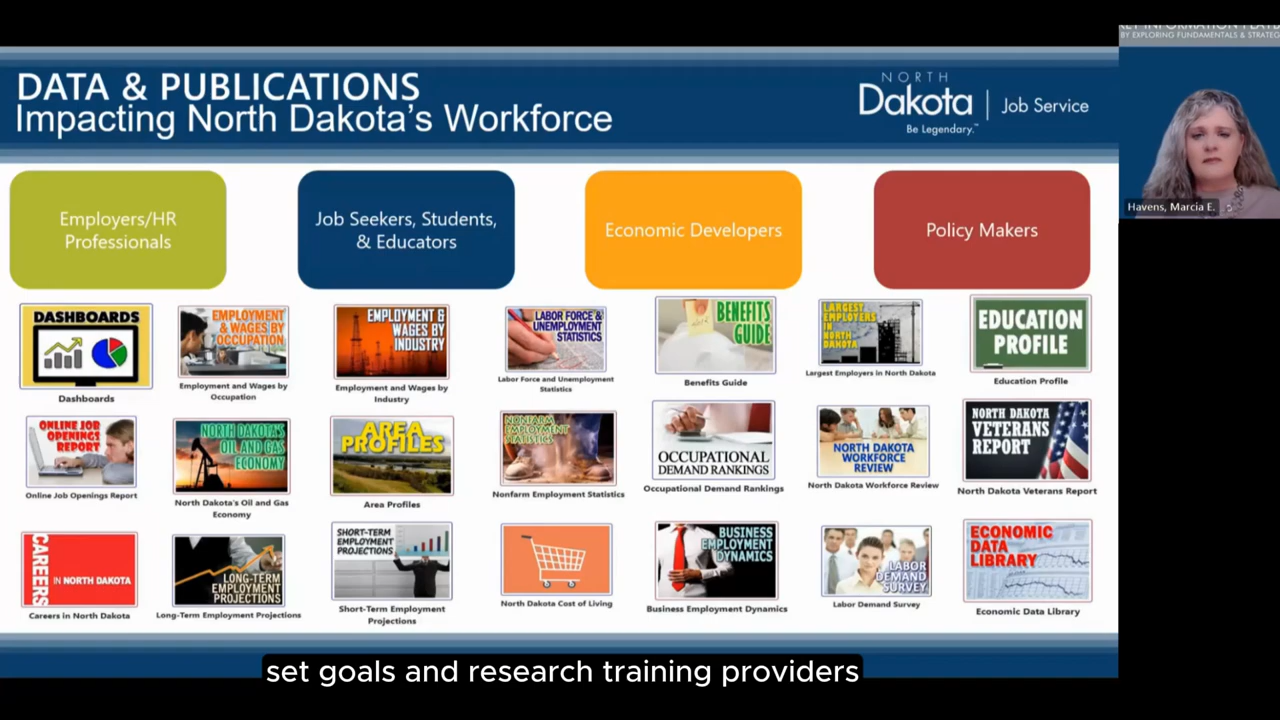 DATA & PUBLICATIONS
Impacting North Dakota's Workforce
NORTH
Dakota
Be Legendary.™
Job Service
KEY INFORMATION
BY EXPLORING FUNDAMENTALS &
Havens, Marcia E.
Employers/HR
Professionals
Job Seekers, Students,
& Educators
Economic Developers
Policy Makers
DASHBOARDS
Dashboards
EMPLOYMENT
& WAGES BY
OCCUPATION
Employment and Wages by
Occupation
EMPLOYMENT &
WAGES BY
INDUSTRY
Employment and Wages by
Industry
LABOR FORCE &
UNEMPLOYMENT
STATISTICS
Labor Force and Unemployment
Statistics
BENEFITS
GUIDE
Benefits Guide
LARGEST
EMPLOYERS
IN
NORTH
DAKOTA
Largest Employers in North Dakota
EDUCATION
PROFILE
Education Profile
ONLINE JOB
OPENINGS
REPORT
Online Job Openings Report
NORTH DAKOTA'S
OIL AND GAS
ECONOMY
North Dakota's Oil and Gas
Economy
AREA
PROFILES
Area Profiles
NONFARM
EMPLOYMENT
STATISTICS
Nonfarm Employment Statistics
OCCUPATIONAL
DEMAND RANKINGS
Occupational Demand Rankings
NORTH DAKOTA
WORKFORCE
REVIEW
North Dakota Workforce Review
NORTH DAKOTA
VETERANS
REPORT
North Dakota Veterans Report
CAREERS
IN NORTH DAKOTA
Careers in North Dakota
LONG-TERM
EMPLOYMENT
PROJECTIONS
Long-Term Employment Projections
SHORT-TERM
EMPLOYMENT
PROJECTIONS
Short-Term Employment
Projections
North Dakota Cost of Living
BUSINESS
EMPLOYMENT
DYNAMICS
Business Employment Dynamics
LABOR
DEMAND
SURVEY
Labor Demand Survey
ECONOMIC
DATA
LIBRARY
Economic Data Library
set goals and research training providers